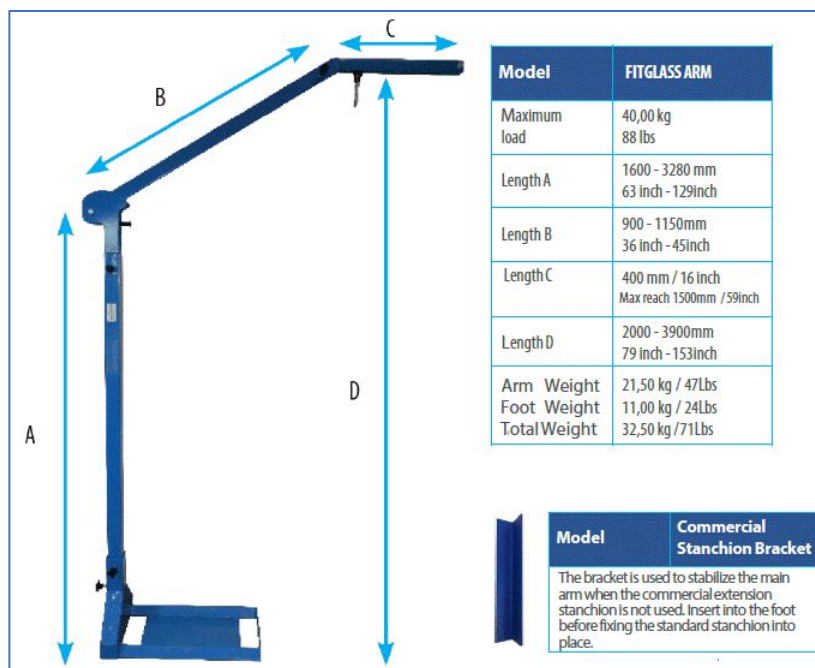 C
B
A
D
Model FITGLASS ARM
Maximum load 40,00 kg
88 lbs
Length A 1600 - 3280 mm
63 inch - 129inch
Length B 900 - 1150mm
36 inch - 45inch
Length C 400 mm / 16 inch
Max reach 1500mm / 59inch
Length D 2000 - 3900mm
79 inch - 153inch
Arm Weight 21,50 kg / 47Lbs
Foot Weight 11,00 kg / 24Lbs
Total Weight 32,50 kg /71Lbs
Model Commercial
Stanchion Bracket
The bracket is used to stabilize the main
arm when the commercial extension
stanchion is not used. Insert into the foot
before fixing the standard stanchion into
place.